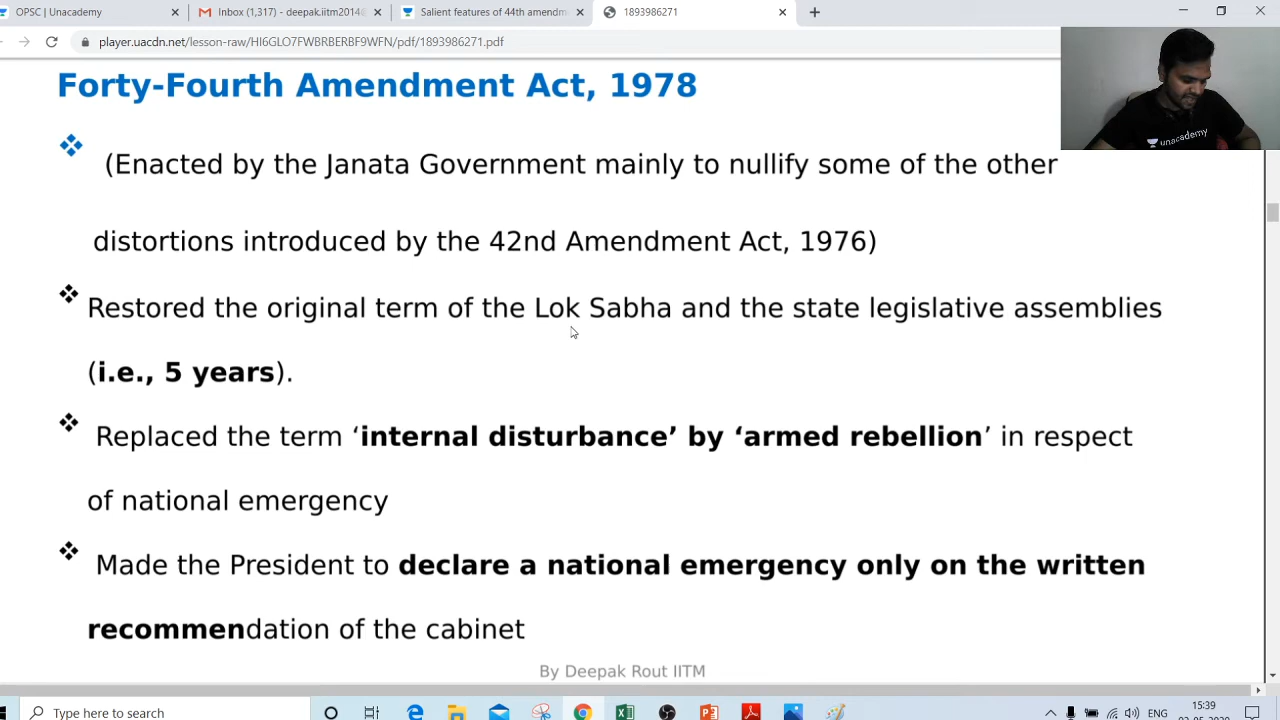 OPSC | Unacademy
Inbox (1,317) - deepak.iitm2014@
Salient features of 44th amendm
1893986271
player.uacdn.net/lesson-raw/HI6GLO7FWBRBERBF9WFN/pdf/1893986271.pdf
unacademy
Forty-Fourth Amendment Act, 1978
(Enacted by the Janata Government mainly to nullify some of the other
distortions introduced by the 42nd Amendment Act, 1976)
Restored the original term of the Lok Sabha and the state legislative assemblies
(i.e., 5 years).
Replaced the term ‘internal disturbance’ by ‘armed rebellion’ in respect
of national emergency
Made the President to declare a national emergency only on the written
recommendation of the cabinet
By Deepak Rout IITM
Type here to search
ENG
15:39